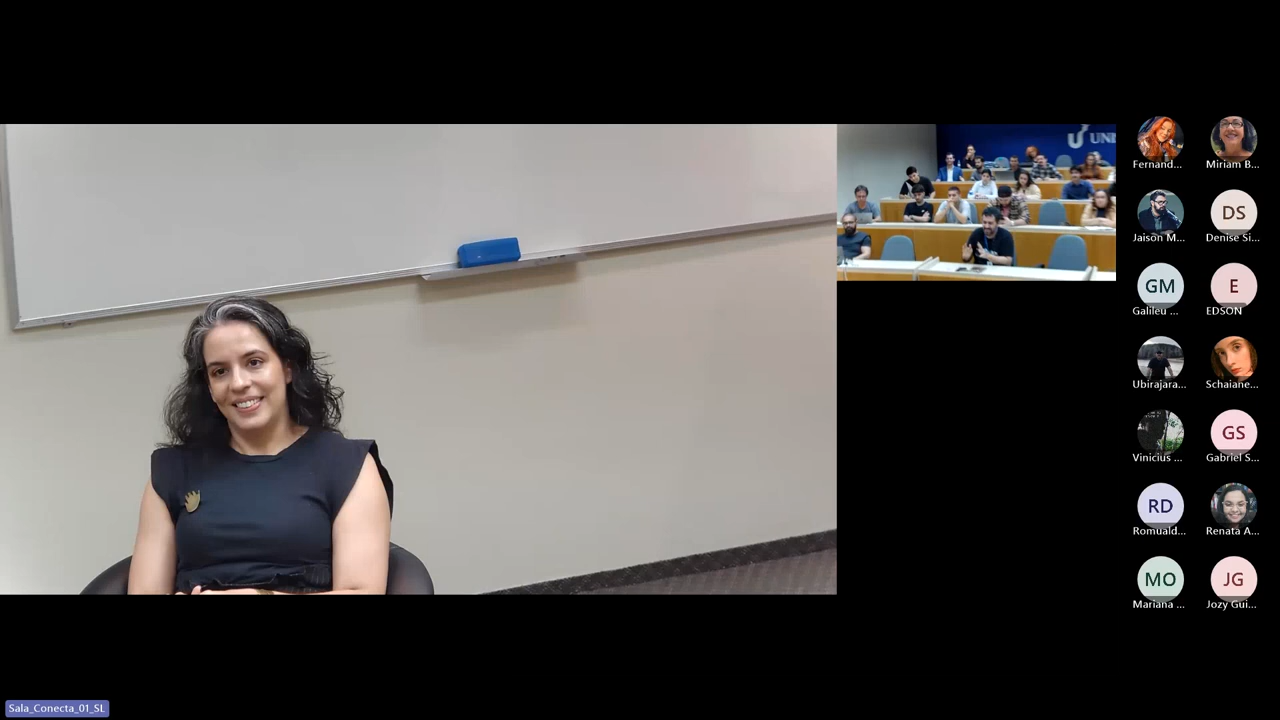 UNI
Fernand...
Miriam B...
Jaison M...
DS
Denise Si...
GM
Galileu ...
E
EDSON
Ubirajara...
Schaiane...
Vinicius ...
GS
Gabriel S...
RD
Romuald...
Renata A...
MO
Mariana ...
JG
Jozy Gui...
Sala_Conecta_01_SL